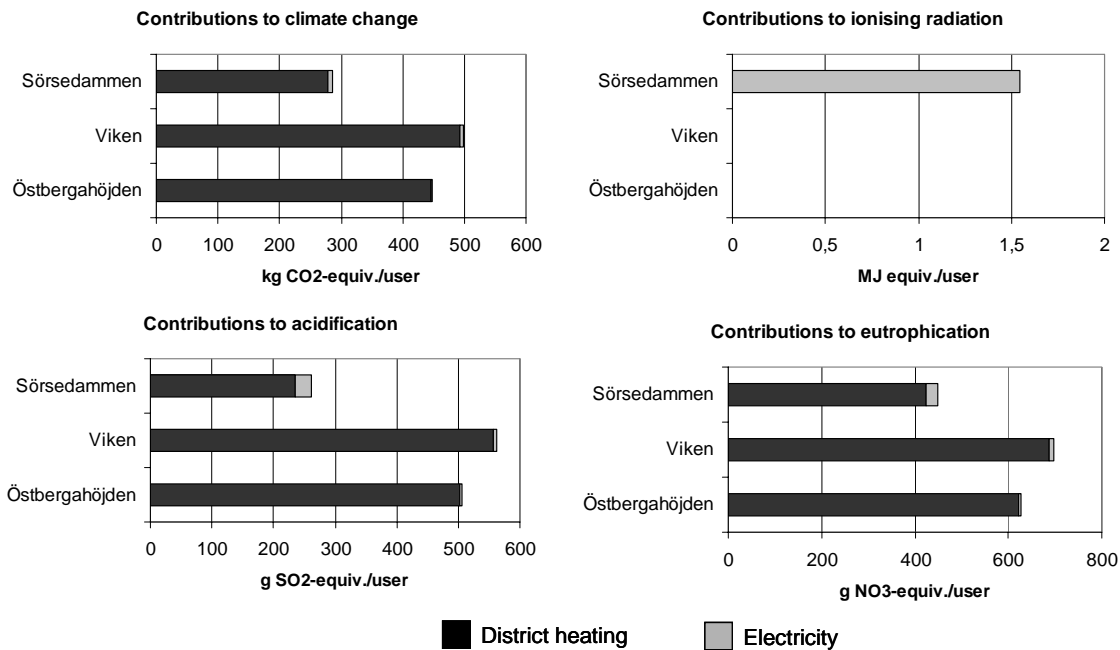 Contributions to climate change
Sörsedammen
Viken
Östbergahöjden
0 100 200 300 400 500 600
kg CO2-equiv./user
Contributions to ionising radiation
Sörsedammen
Viken
Östbergahöjden
0 0,5 1 1,5 2
MJ equiv./user
Contributions to acidification
Sörsedammen
Viken
Östbergahöjden
0 100 200 300 400 500 600
g SO2-equiv./user
Contributions to eutrophication
Sörsedammen
Viken
Östbergahöjden
0 200 400 600 800
g NO3-equiv./user
District heating Electricity